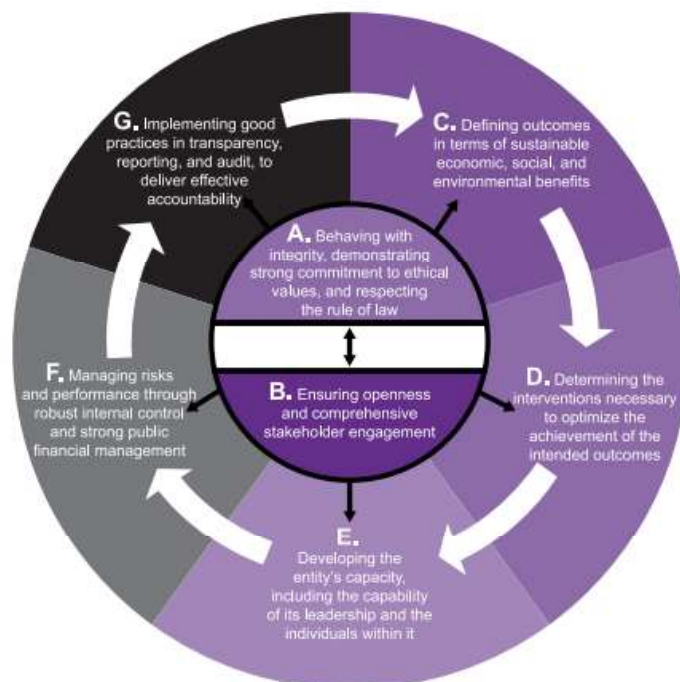 G. Implementing good
practices in transparency,
reporting, and audit, to
deliver effective
accountability
C. Defining outcomes
in terms of sustainable
economic, social, and
environmental benefits
A. Behaving with
integrity, demonstrating
strong commitment to ethical
values, and respecting
the rule of law
F. Managing risks
and performance through
robust internal control
and strong public
financial management
B. Ensuring openness
and comprehensive
stakeholder engagement
D. Determining the
interventions necessary
to optimize the
achievement of the
intended outcomes
E.
Developing the
entity's capacity,
including the capability
of its leadership and the
individuals within it